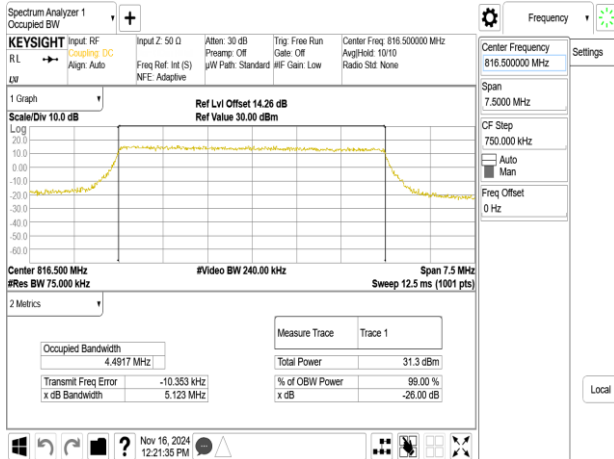 Spectrum Analyzer 1
Occupied BW
Frequency
Settings
KEYSIGHT
Input: RF
Input Z: 50 Ω
Atten: 30 dB
Trig: Free Run
Center Freq: 816.500000 MHz
RL
Coupling: DC
Preamp: Off
Gate: Off
Avg|Hold: 10/10
Align: Auto
Freq Ref: Int (S)
µW Path: Standard
#IF Gain: Low
Radio Std: None
LXI
NFE: Adaptive
Center Frequency
816.500000 MHz
Span
7.5000 MHz
CF Step
750.000 kHz
Auto
Man
Freq Offset
0 Hz
Local
1 Graph
Ref Lvl Offset 14.26 dB
Scale/Div 10.0 dB
Ref Value 30.00 dBm
Log
20.0
10.0
0.00
-10.0
-20.0
-30.0
-40.0
-50.0
-60.0
Center 816.500 MHz
#Video BW 240.00 kHz
Span 7.5 MHz
#Res BW 75.000 kHz
Sweep 12.5 ms (1001 pts)
2 Metrics
Measure Trace
Trace 1
Occupied Bandwidth
4.4917 MHz
Total Power
31.3 dBm
Transmit Freq Error
-10.353 kHz
% of OBW Power
99.00 %
x dB Bandwidth
5.123 MHz
x dB
-26.00 dB
Nov 16, 2024
12:21:35 PM